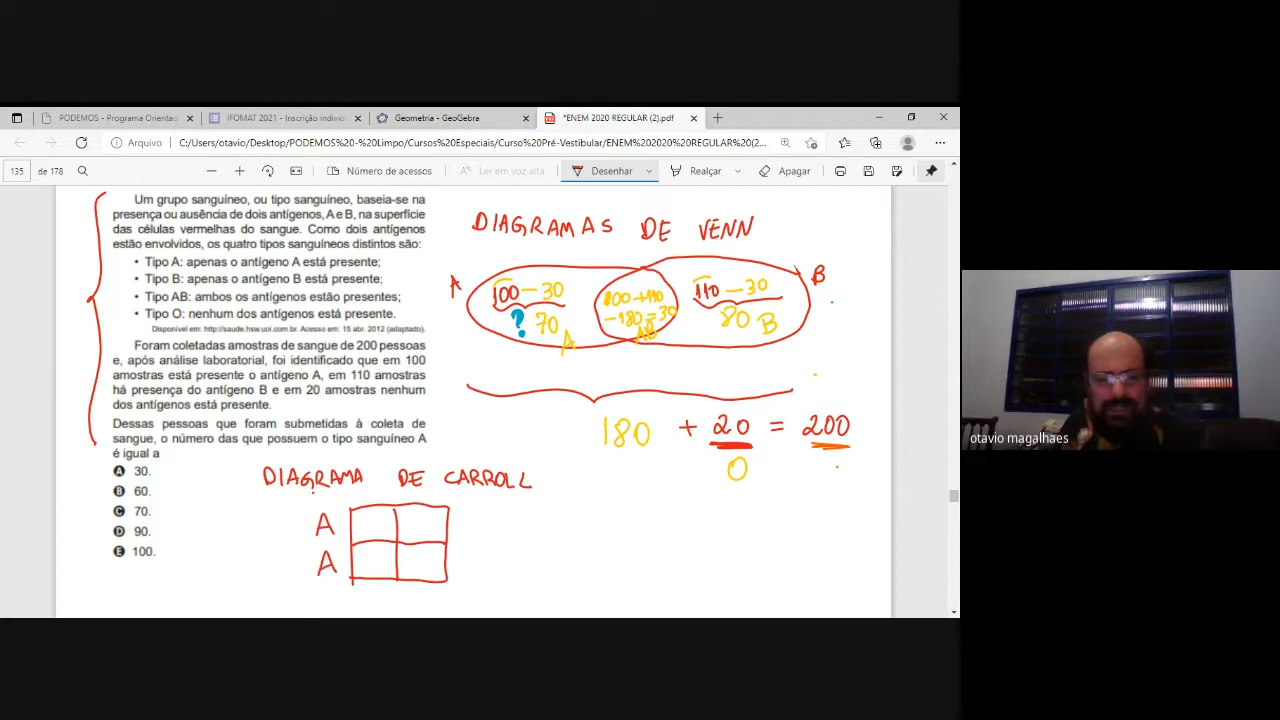 PODEMOS - Programa Orientad
IFOMAT 2021 - Inscrição individ
Geometria - GeoGebra
*ENEM 2020 REGULAR (2).pdf
Arquivo
C:/Users/otavio/Desktop/PODEMOS%20-%20Limpo/Cursos%20Especiais/Curso%20Pré-Vestibular/ENEM%202020%20REGULAR%20(2...
135 de 178
Número de acessos
Ler em voz alta
Desenhar
Realçar
Apagar
Um grupo sanguíneo, ou tipo sanguíneo, baseia-se na
presença ou ausência de dois antígenos, A e B, na superfície
das células vermelhas do sangue. Como dois antígenos
estão envolvidos, os quatro tipos sanguíneos distintos são:
• Tipo A: apenas o antígeno A está presente;
• Tipo B: apenas o antígeno B está presente;
• Tipo AB: ambos os antígenos estão presentes;
• Tipo O: nenhum dos antígenos está presente.
Disponível em: http://saude.hsw.uol.com.br. Acesso em: 15 abr. 2012 (adaptado).
Foram coletadas amostras de sangue de 200 pessoas
e, após análise laboratorial, foi identificado que em 100
amostras está presente o antígeno A, em 110 amostras
há presença do antígeno B e em 20 amostras nenhum
dos antígenos está presente.
Dessas pessoas que foram submetidas à coleta de
sangue, o número das que possuem o tipo sanguíneo A
é igual a
A 30.
B 60.
C 70.
D 90.
E 100.
DIAGRAMAS DE VENN
A
B
100 - 30
100 + 110
110 - 30
? 70
- 180 = 30
80 B
A
AB
180 + 20 = 200
O
DIAGRAMA DE CARROLL
A
A
otavio magalhaes